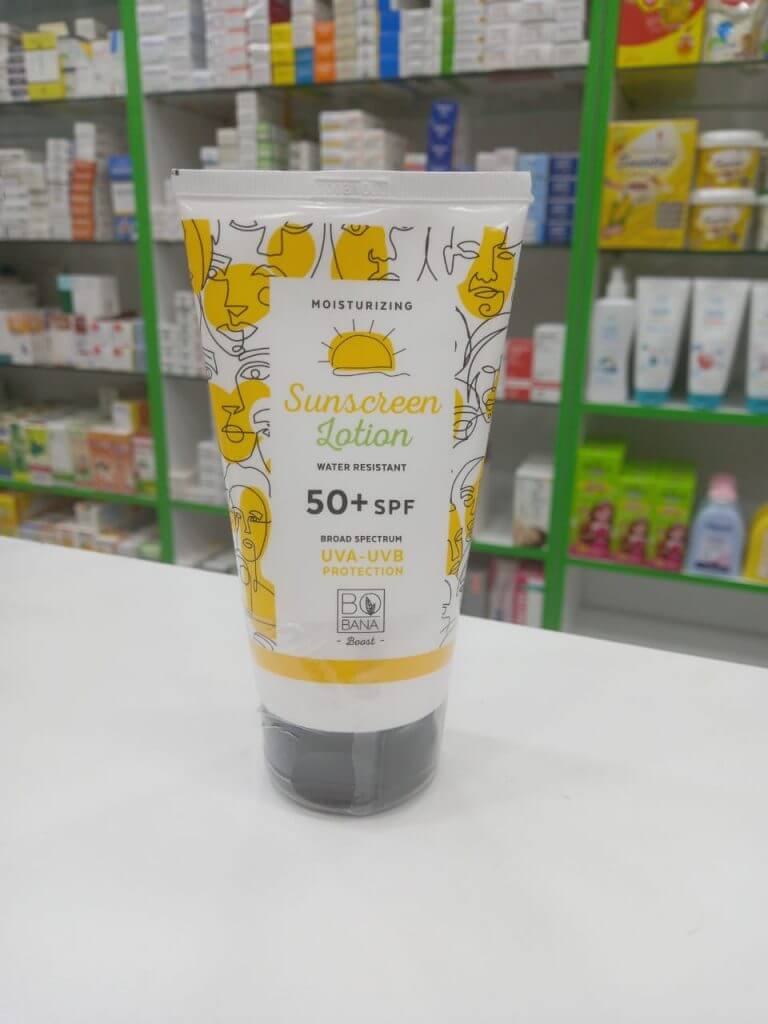 MOISTURIZING
Sunscreen
Lotion
WATER RESISTANT
50+ SPF
BROAD SPECTRUM
UVA-UVB
PROTECTION
BO
BANA
- Boost -